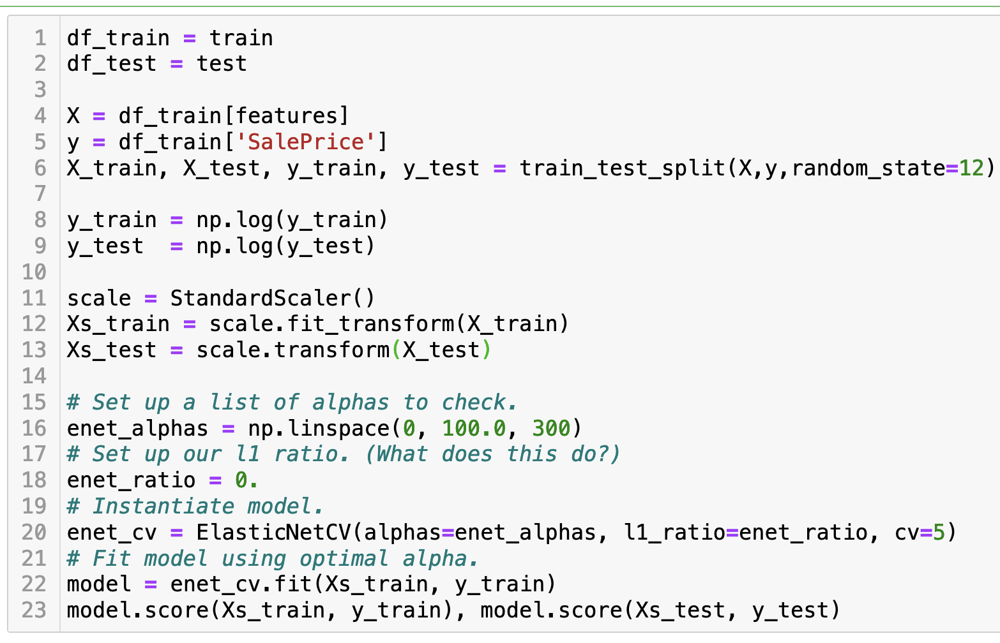 1 df_train = train
2 df_test = test
3
4 X = df_train[features]
5 y = df_train['SalePrice']
6 X_train, X_test, y_train, y_test = train_test_split(X,y,random_state=12)
7
8 y_train = np.log(y_train)
9 y_test  = np.log(y_test)
10
11 scale = StandardScaler()
12 Xs_train = scale.fit_transform(X_train)
13 Xs_test = scale.transform(X_test)
14
15 # Set up a list of alphas to check.
16 enet_alphas = np.linspace(0, 100.0, 300)
17 # Set up our l1 ratio. (What does this do?)
18 enet_ratio = 0.
19 # Instantiate model.
20 enet_cv = ElasticNetCV(alphas=enet_alphas, l1_ratio=enet_ratio, cv=5)
21 # Fit model using optimal alpha.
22 model = enet_cv.fit(Xs_train, y_train)
23 model.score(Xs_train, y_train), model.score(Xs_test, y_test)